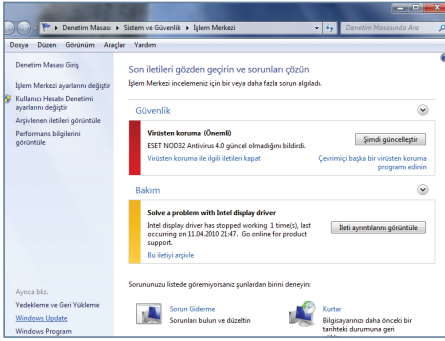 Denetim Masası ▸ Sistem ve Güvenlik ▸ İşlem Merkezi
Denetim Masasında Ara
Dosya Düzen Görünüm Araçlar Yardım
Denetim Masası Giriş
İşlem Merkezi ayarlarını değiştir
Kullanıcı Hesabı Denetimi
ayarlarını değiştir
Arşivlenen iletileri görüntüle
Performans bilgilerini
görüntüle
Son iletileri gözden geçirin ve sorunları çözün
İşlem Merkezi incelemeniz için bir veya daha fazla sorun algıladı.
Güvenlik
Virüsten koruma (Önemli)
ESET NOD32 Antivirus 4.0 güncel olmadığını bildirdi.
Şimdi güncelleştir
Virüsten koruma ile ilgili iletileri kapat
Çevrimiçi başka bir virüsten koruma
programı edinin
Bakım
Solve a problem with Intel display driver
Intel display driver has stopped working 1 time(s), last
occurring on 11.04.2010 21:47. Go online for product
support.
İleti ayrıntılarını görüntüle
Bu iletiyi arşivle
Sorununuzu listede göremiyorsanız şunlardan birini deneyin:
Sorun Giderme
Sorunları bulun ve düzeltin
Kurtar
Bilgisayarınızı daha önceki bir
tarihteki durumuna geri
Ayrıca bkz.
Yedekleme ve Geri Yükleme
Windows Update
Windows Program